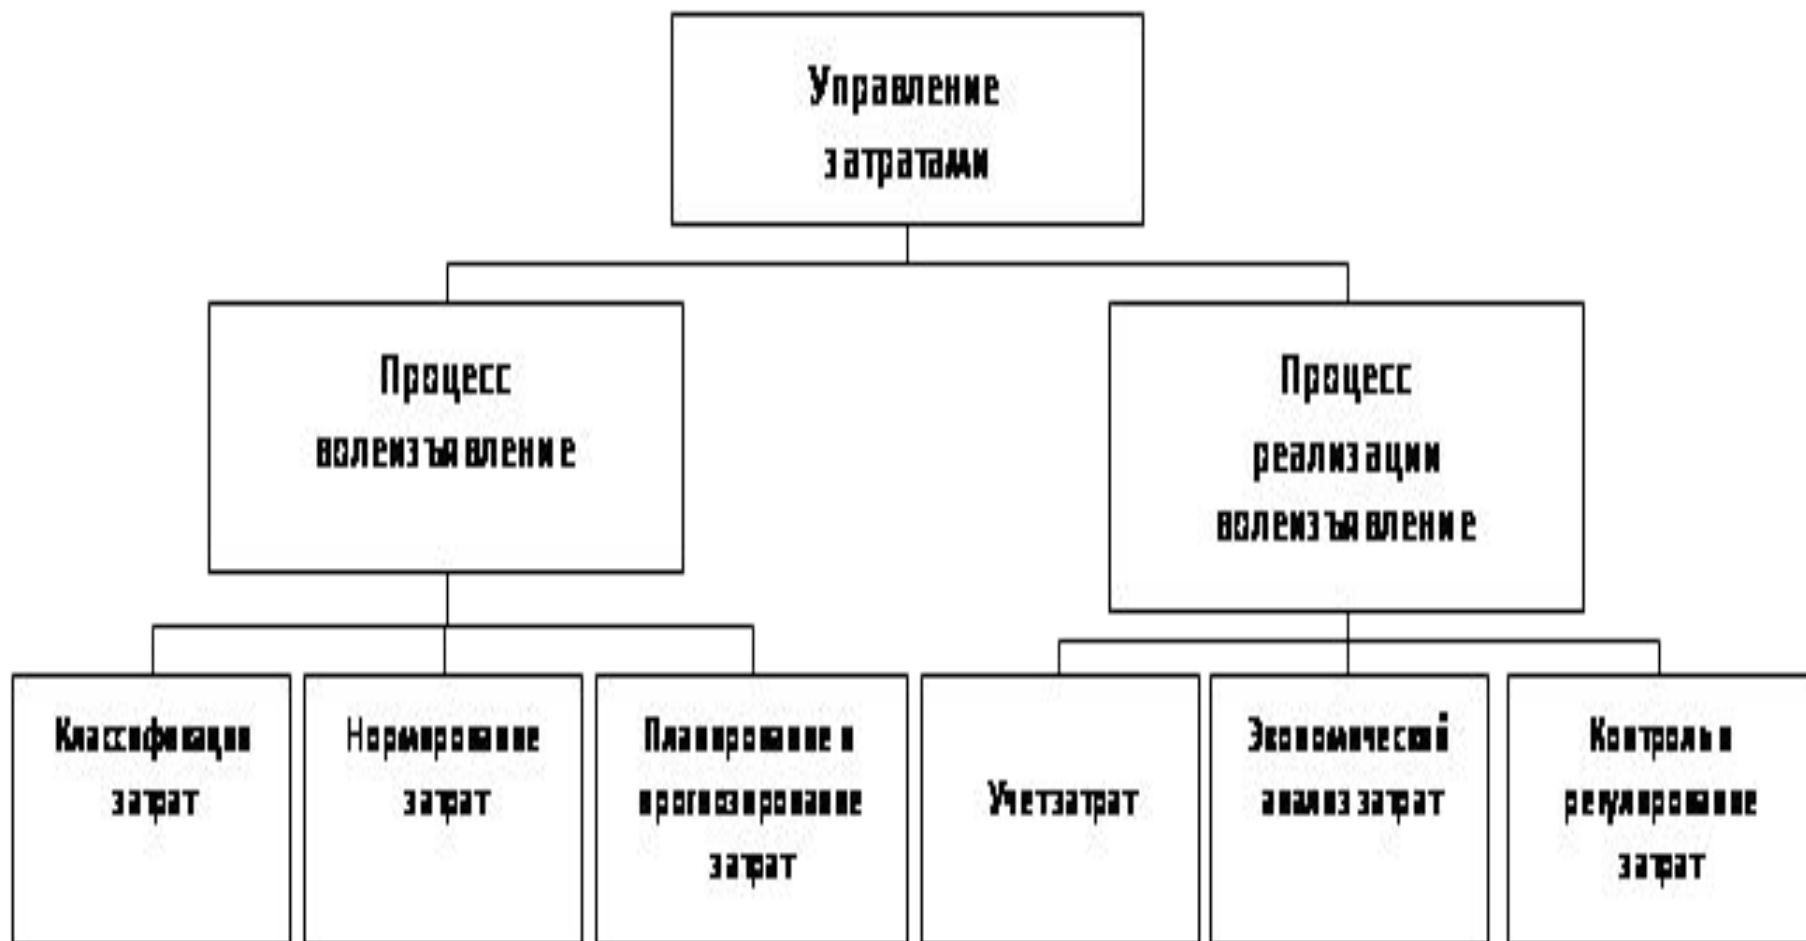 Управление
затратами
Процесс
волеизъявление
Процесс
реализации
волеизъявление
Классификация
затрат
Нормирование
затрат
Планирование и
прогнозирование
затрат
Учет затрат
Экономический
анализ затрат
Контроль и
регулирование
затрат